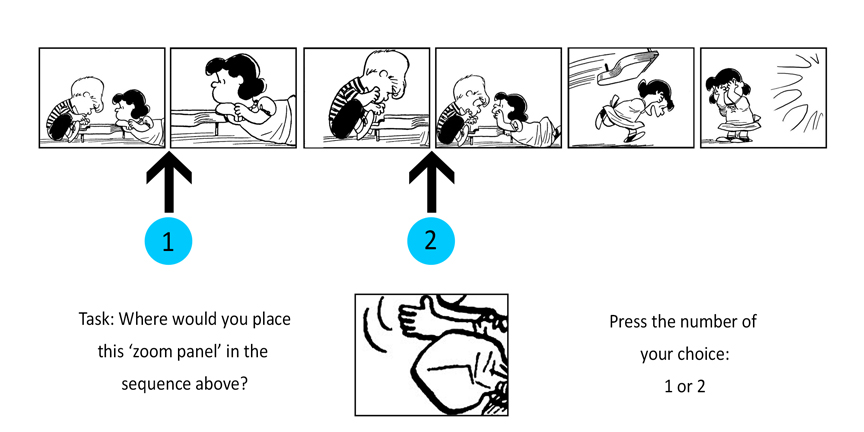 1
2
Task: Where would you place
this ‘zoom panel’ in the
sequence above?
Press the number of
your choice:
1 or 2